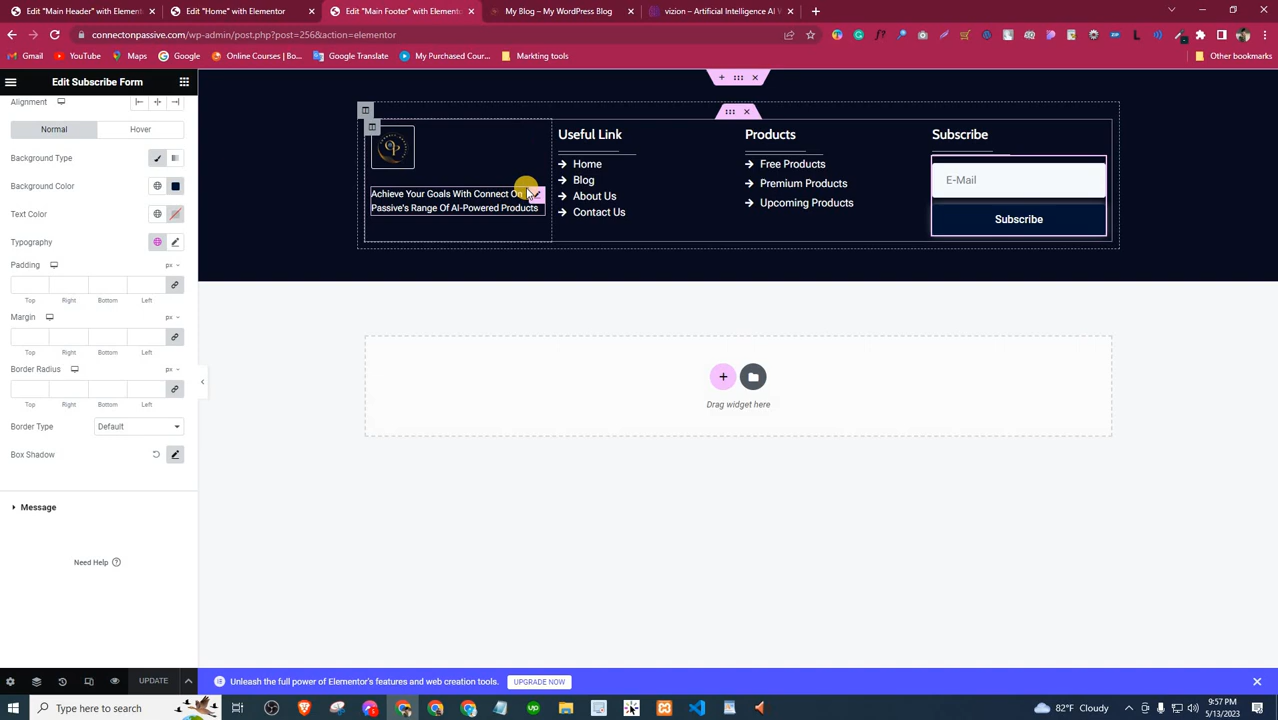 Edit "Main Header" with Elementor
Edit "Home" with Elementor
Edit "Main Footer" with Elemento
My Blog – My WordPress Blog
vizion – Artificial Intelligence AI W
connectonpassive.com/wp-admin/post.php?post=256&action=elementor
Gmail
YouTube
Maps
Google
Online Courses | Bo...
Google Translate
My Purchased Cour...
Markting tools
Other bookmarks
Edit Subscribe Form
Alignment
Normal
Hover
Background Type
Background Color
Text Color
Typography
Padding
px
Top Right Bottom Left
Margin
px
Top Right Bottom Left
Border Radius
px
Top Right Bottom Left
Border Type
Default
Box Shadow
Message
Need Help
UPDATE
Achieve Your Goals With Connect On
Passive's Range Of AI-Powered Products
Useful Link
Home
Blog
About Us
Contact Us
Products
Free Products
Premium Products
Upcoming Products
Subscribe
E-Mail
Subscribe
Drag widget here
Unleash the full power of Elementor's features and web creation tools.
UPGRADE NOW
Type here to search
82°F Cloudy
9:57 PM
5/13/2023